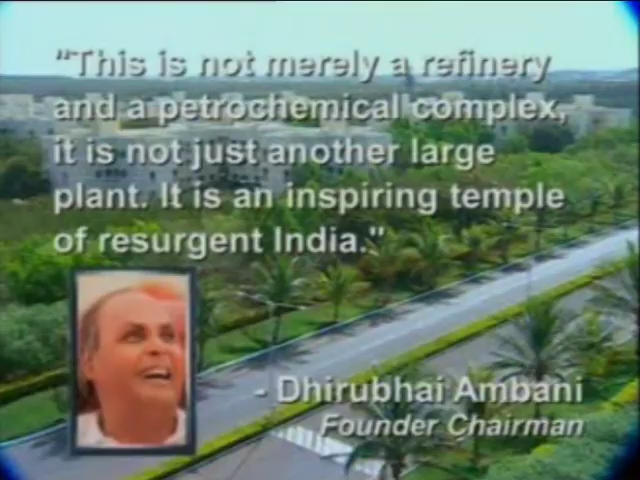 "This is not merely a refinery
and a petrochemical complex,
it is not just another large
plant. It is an inspiring temple
of resurgent India."
- Dhirubhai Ambani
Founder Chairman